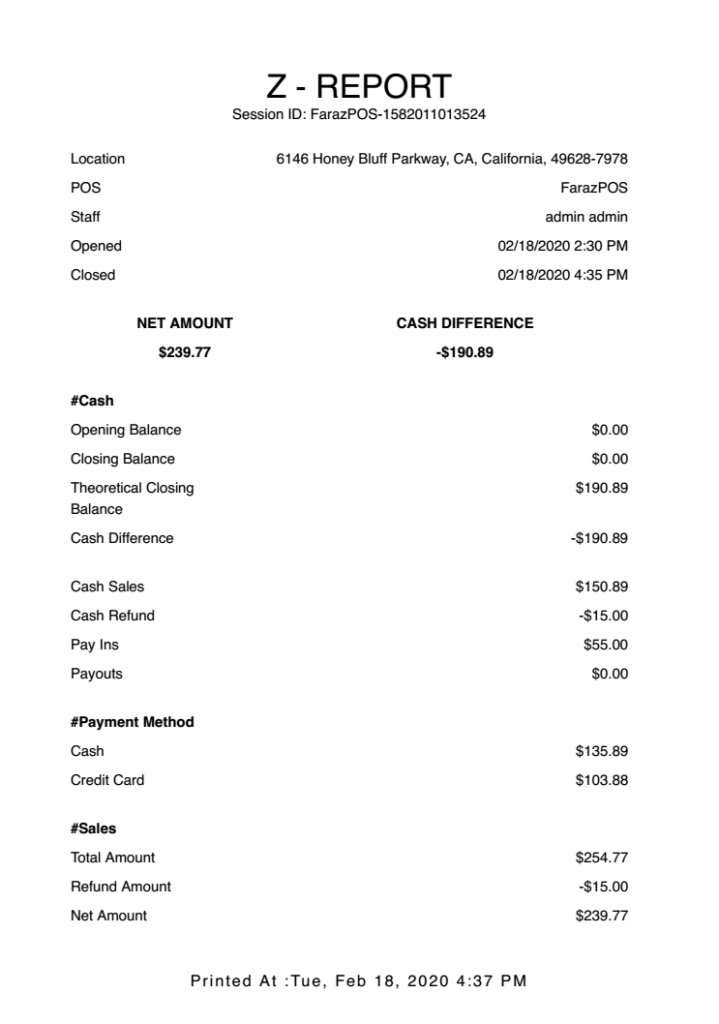 Z - REPORT
Session ID: FarazPOS-1582011013524
Location 6146 Honey Bluff Parkway, CA, California, 49628-7978
POS FarazPOS
Staff admin admin
Opened 02/18/2020 2:30 PM
Closed 02/18/2020 4:35 PM
NET AMOUNT CASH DIFFERENCE
$239.77 -$190.89
#Cash
Opening Balance $0.00
Closing Balance $0.00
Theoretical Closing $190.89
Balance
Cash Difference -$190.89
Cash Sales $150.89
Cash Refund -$15.00
Pay Ins $55.00
Payouts $0.00
#Payment Method
Cash $135.89
Credit Card $103.88
#Sales
Total Amount $254.77
Refund Amount -$15.00
Net Amount $239.77
Printed At :Tue, Feb 18, 2020 4:37 PM